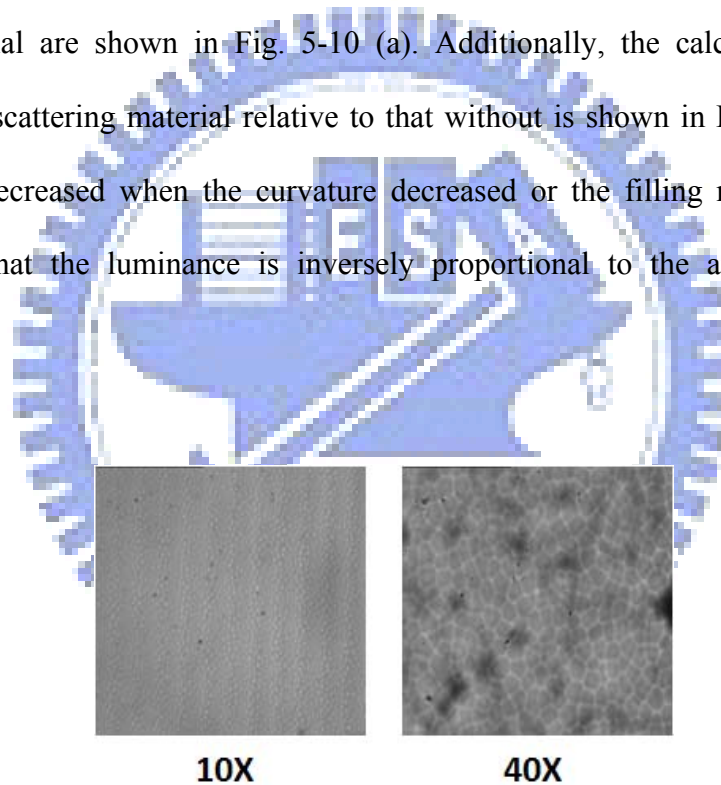 al are shown in Fig. 5-10 (a). Additionally, the calc
scattering material relative to that without is shown in
ecreased when the curvature decreased or the filling
hat the luminance is inversely proportional to the a
ESA
10X
40X